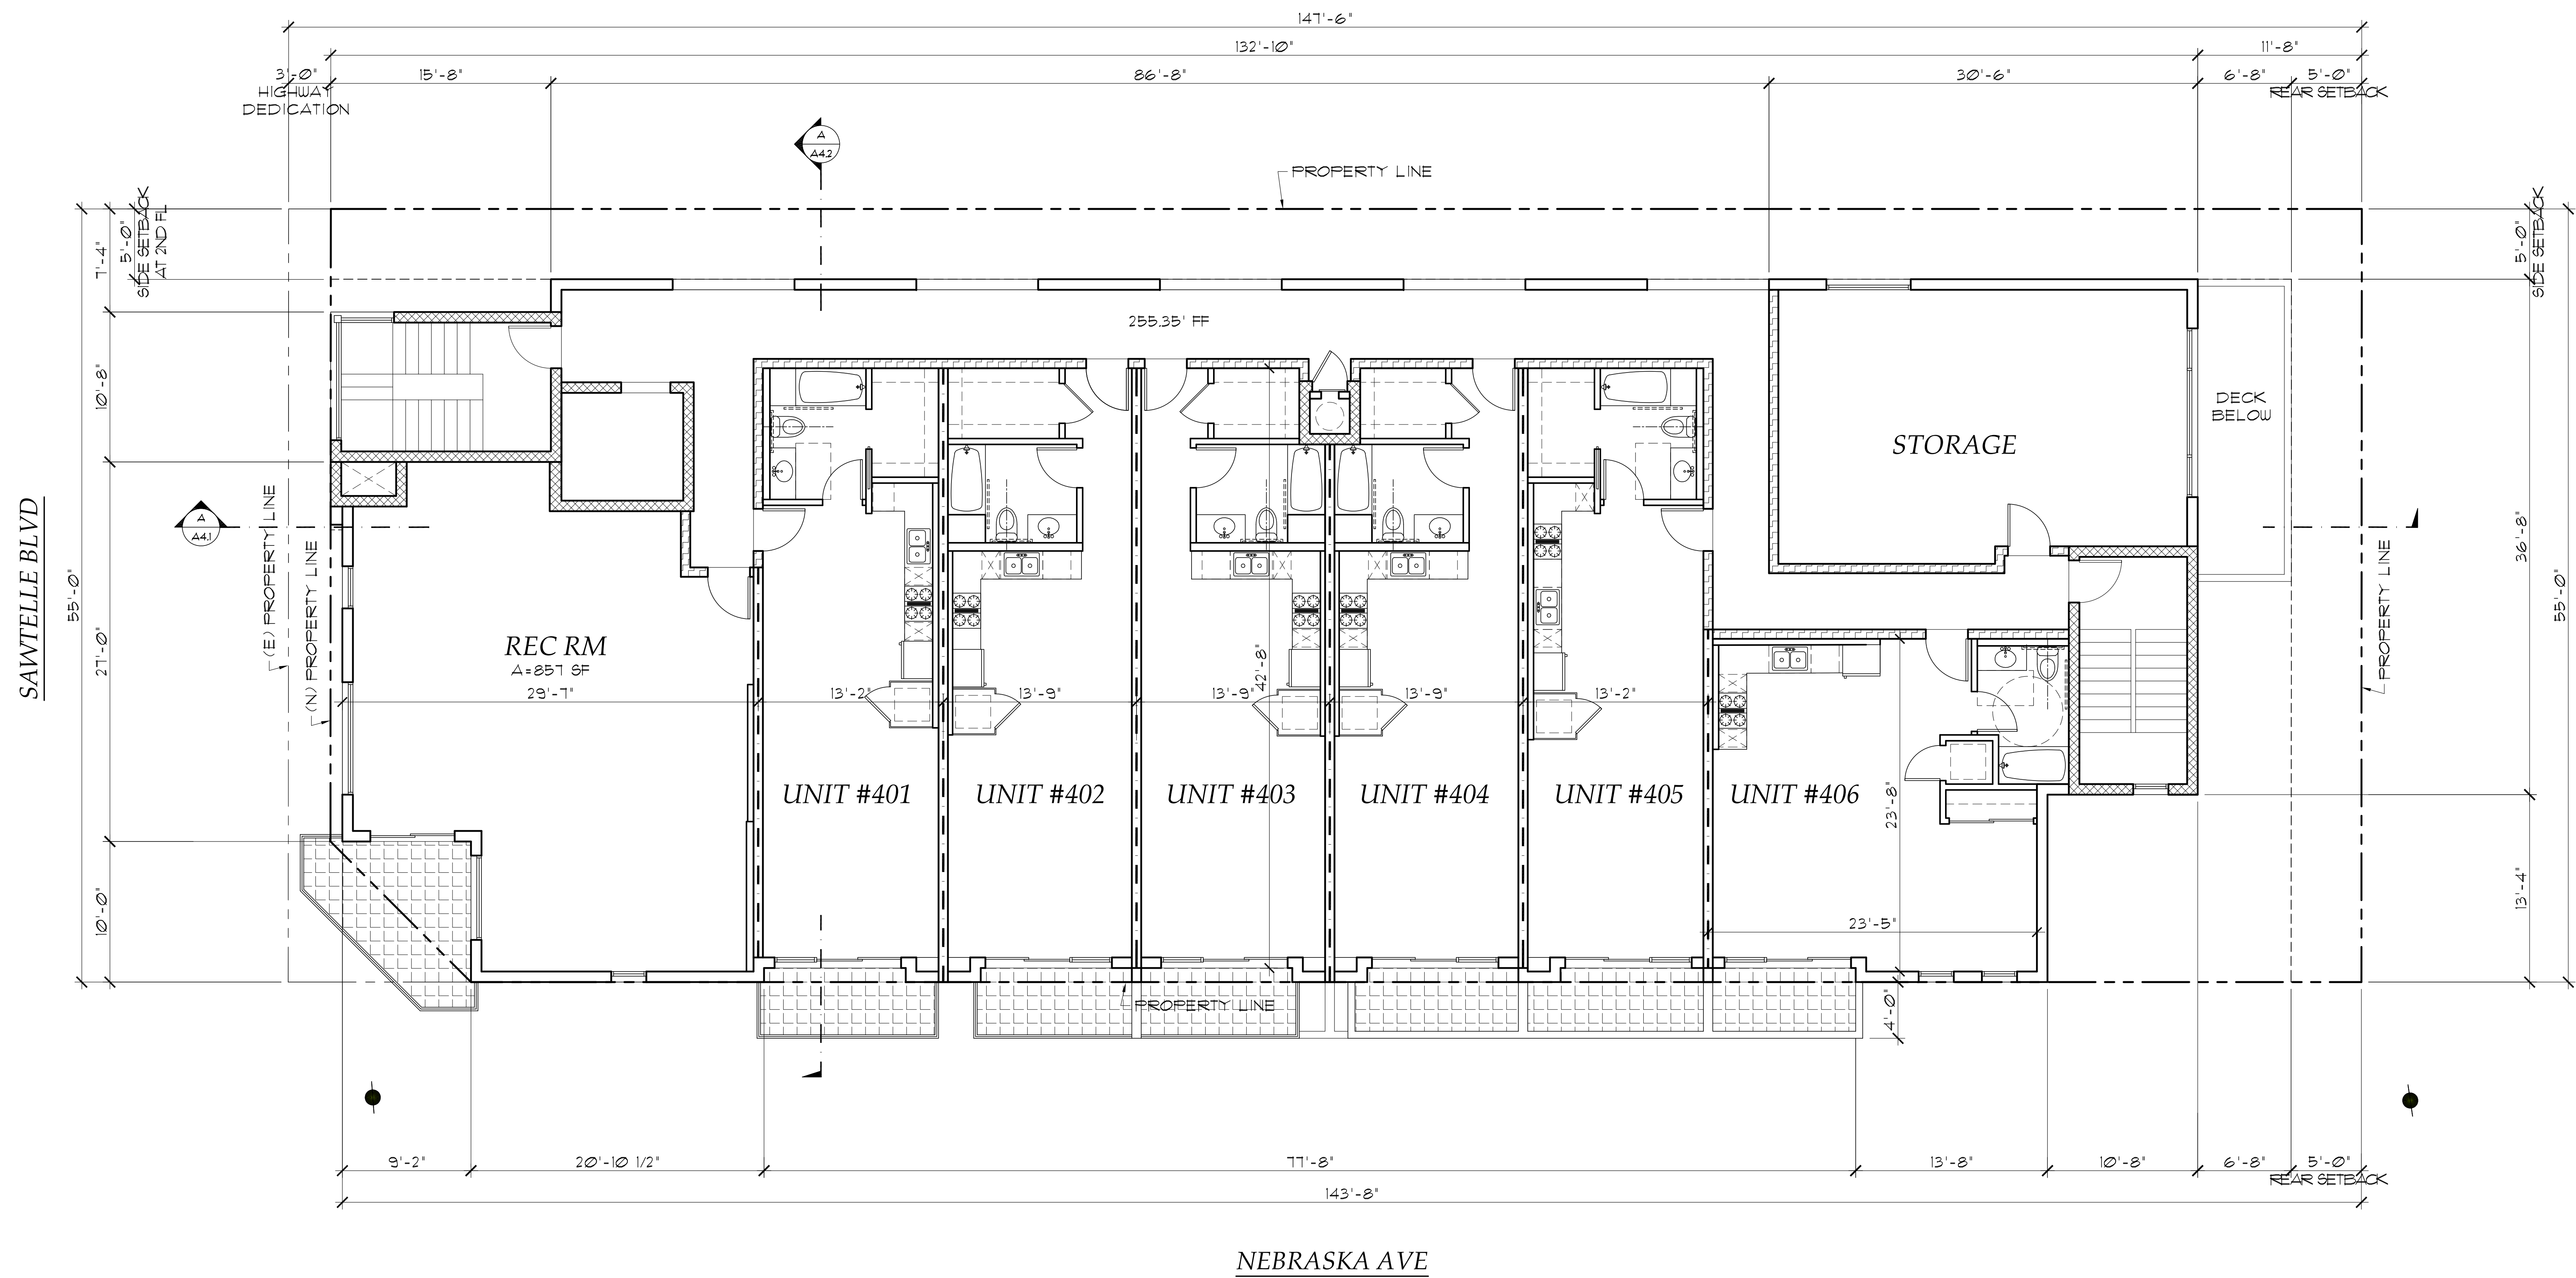 147'-6"
132'-10"
11'-8"
3'-0"
15'-8"
86'-8"
30'-6"
6'-8"
5'-0"
HIGHWAY
DEDICATION
REAR SETBACK
A
A4.2
PROPERTY LINE
5'-0"
SIDE SETBACK
AT 2ND FL
7'-4"
5'-0"
SIDE SETBACK
255.35' FF
10'-8"
DECK
BELOW
STORAGE
A
A4.1
SAWTELLE BLVD
55'-0"
27'-0"
(E) PROPERTY LINE
(N) PROPERTY LINE
36'-8"
55'-0"
PROPERTY LINE
REC RM
A=857 SF
29'-7"
13'-2"
13'-9"
13'-9"
42'-8"
13'-9"
13'-2"
UNIT #401
UNIT #402
UNIT #403
UNIT #404
UNIT #405
UNIT #406
23'-8"
23'-5"
10'-0"
13'-4"
PROPERTY LINE
4'-0"
9'-2"
20'-10 1/2"
77'-8"
13'-8"
10'-8"
6'-8"
5'-0"
REAR SETBACK
143'-8"
NEBRASKA AVE